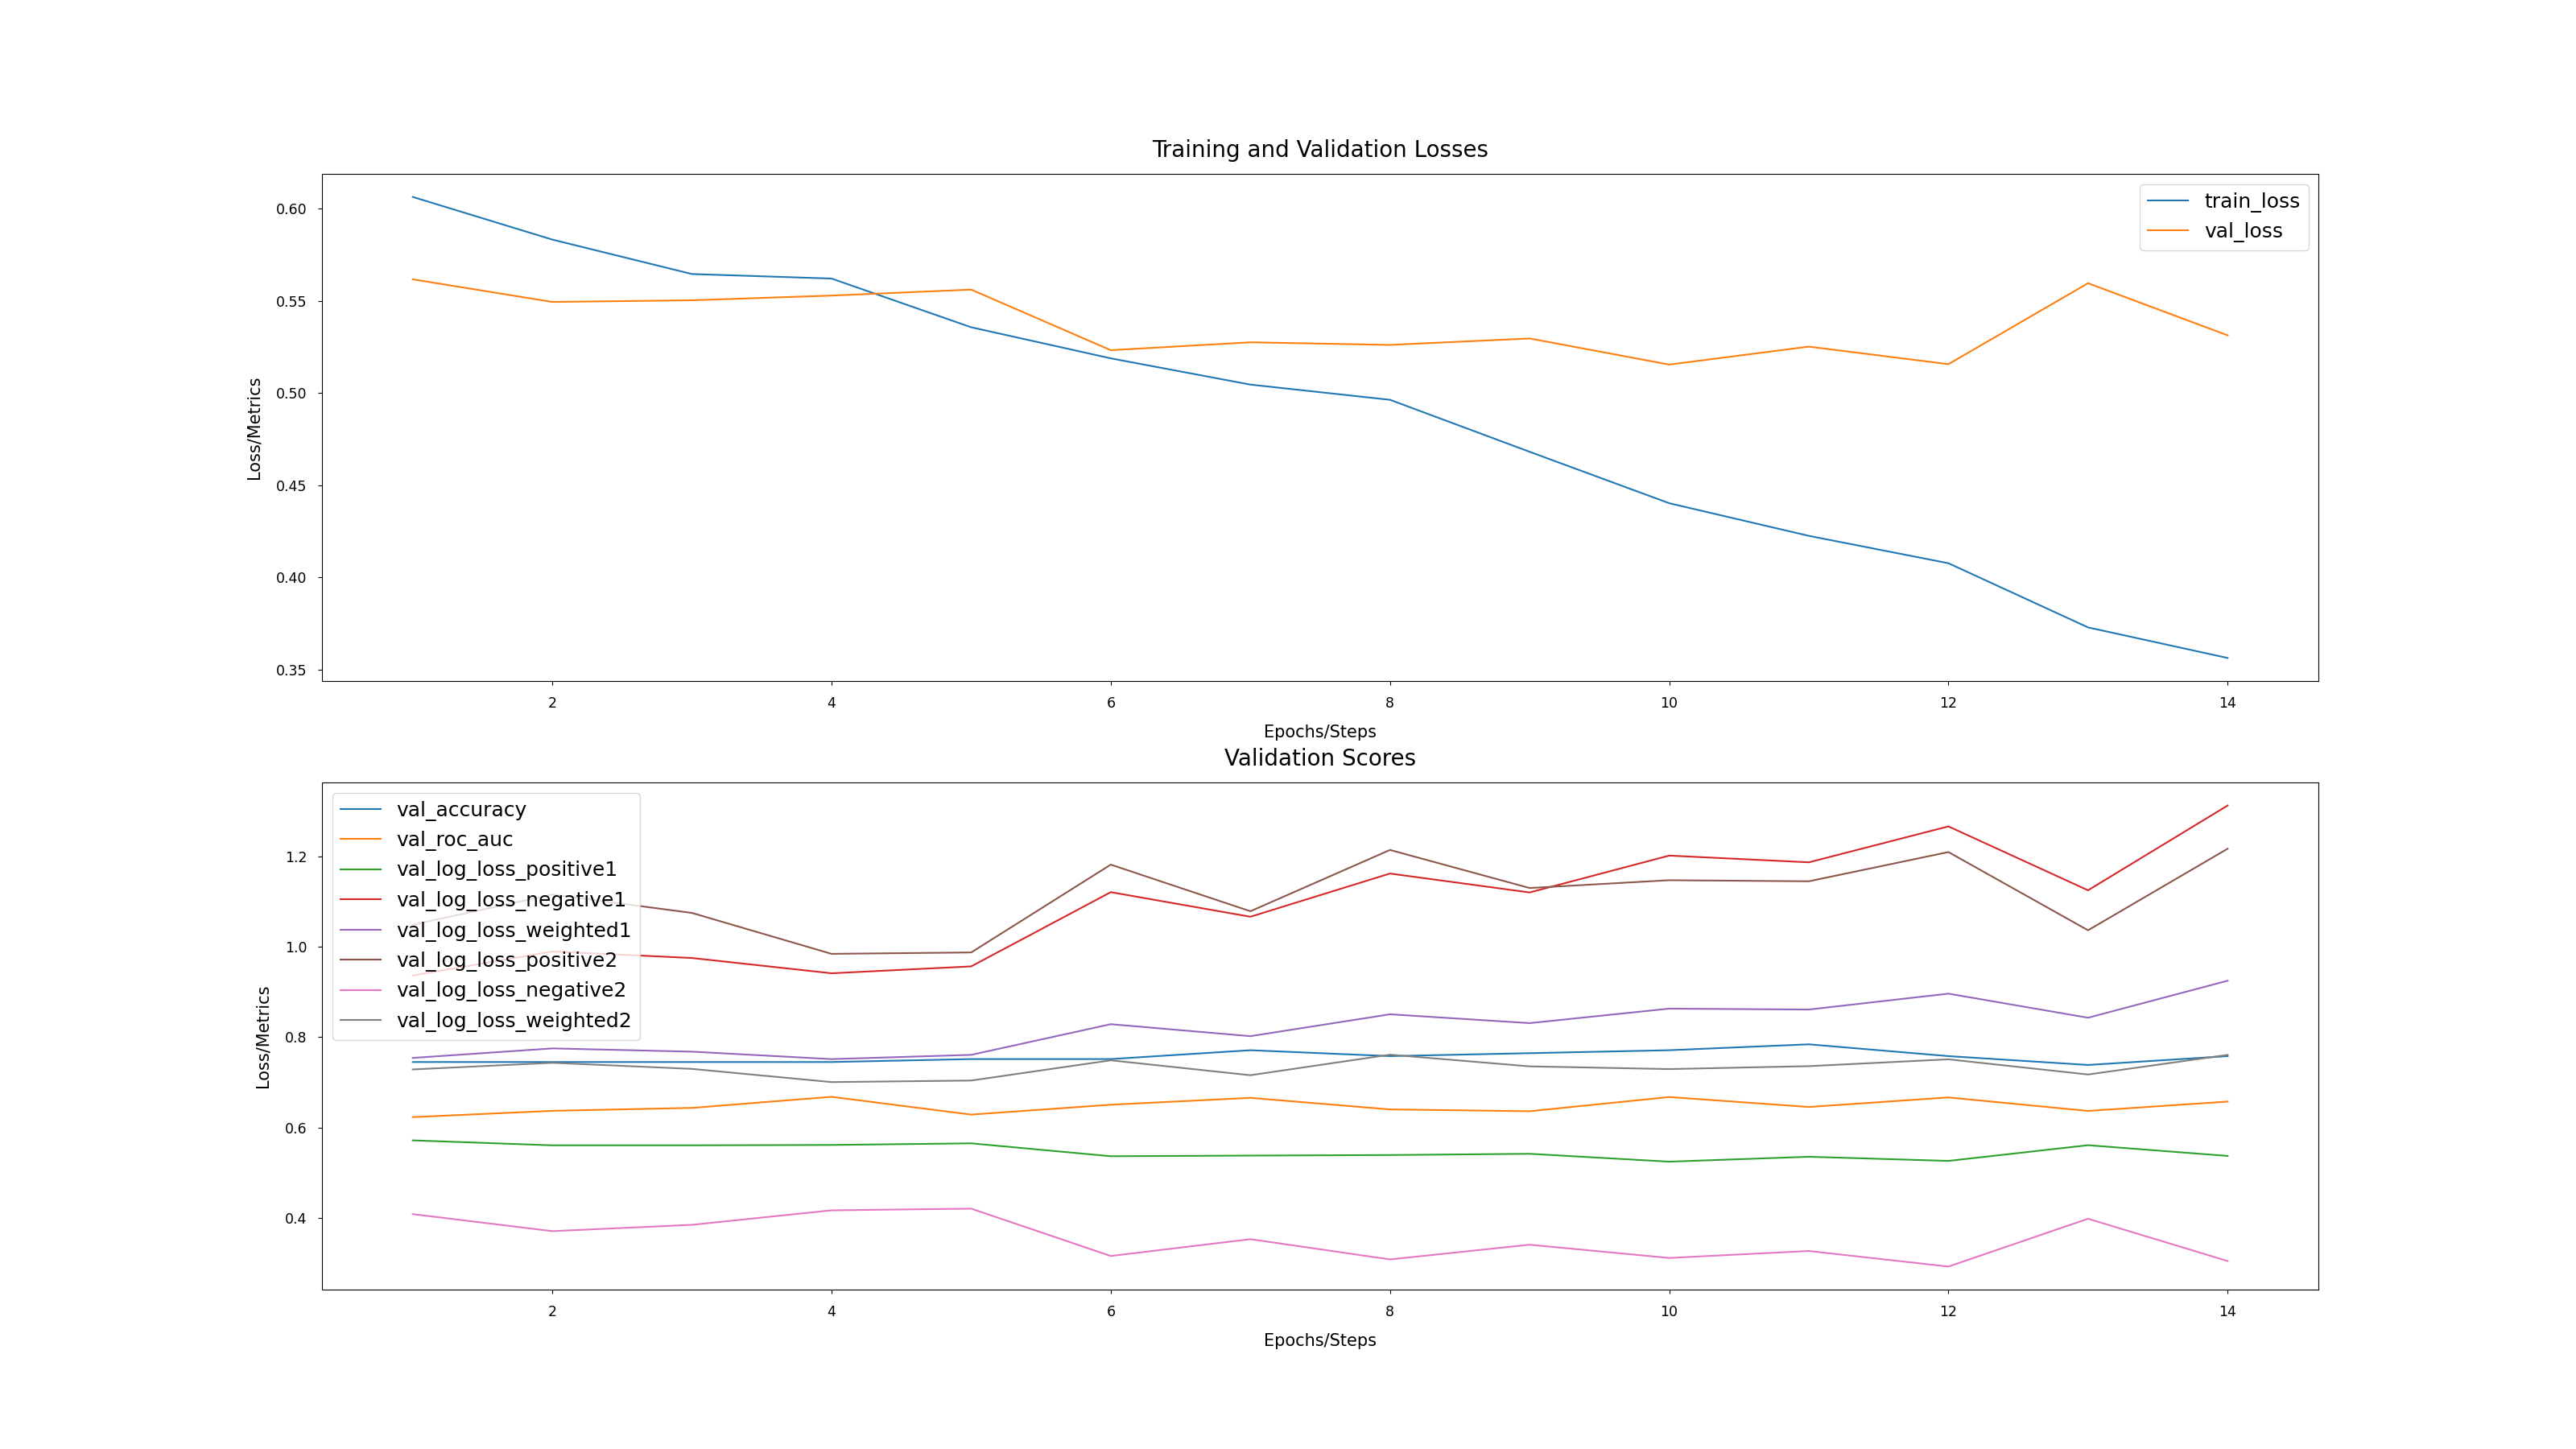 Training and Validation Losses
train_loss
val_loss
Loss/Metrics
0.60
0.55
0.50
0.45
0.40
0.35
2 4 6 8 10 12 14
Epochs/Steps
Validation Scores
val_accuracy
val_roc_auc
val_log_loss_positive1
val_log_loss_negative1
val_log_loss_weighted1
val_log_loss_positive2
val_log_loss_negative2
val_log_loss_weighted2
Loss/Metrics
1.2
1.0
0.8
0.6
0.4
2 4 6 8 10 12 14
Epochs/Steps